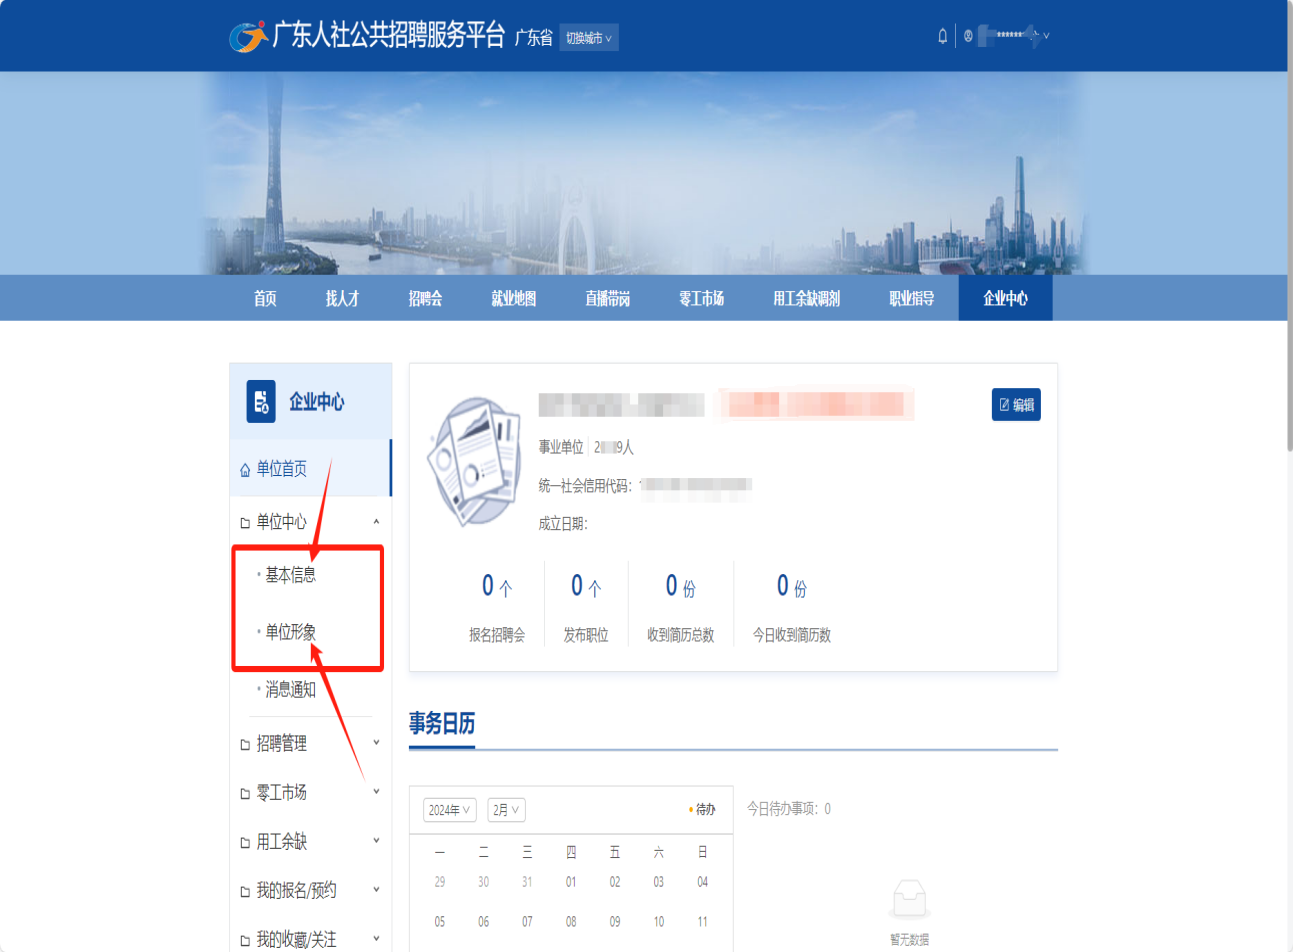 广东人社公共招聘服务平台 广东省 切换城市
******
首页 找人才 招聘会 就业地图 直播带岗 零工市场 用工余缺调剂 职业指导 企业中心
企业中心
单位首页
单位中心
基本信息
单位形象
消息通知
招聘管理
零工市场
用工余缺
我的报名/预约
我的收藏/关注
编辑
事业单位 2 9人
统一社会信用代码：
成立日期：
0 个 0 个 0 份 0 份
报名招聘会 发布职位 收到简历总数 今日收到简历数
事务日历
2024年 2月 待办 今日待办事项：0
一 二 三 四 五 六 日
29 30 31 01 02 03 04
05 06 07 08 09 10 11
暂无数据